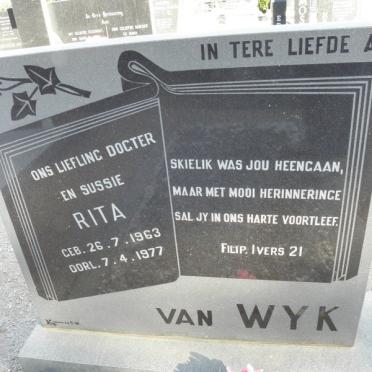 IN TERE LIEFDE A
ONS LIEFLING DOGTER
EN SUSSIE
RITA
GEB. 26. 7. 1963
OORL. 7. 4. 1977
SKIELIK WAS JOU HEENGAAN,
MAAR MET MOOI HERINNERINGE
SAL JY IN ONS HARTE VOORTLEEF.
FILIP. 1 VERS 21
VAN WYK